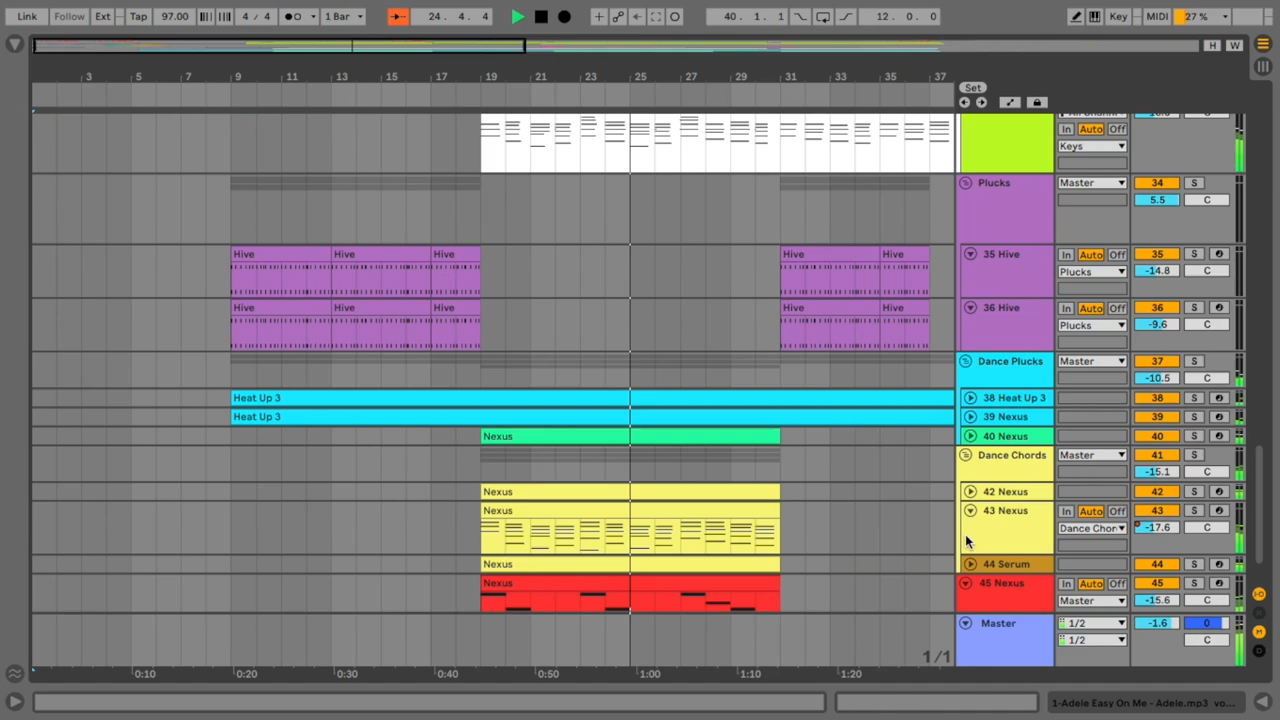 Link Follow Ext Tap 97.00 4 / 4 1 Bar 24. 4. 4 40. 1. 1 12. 0. 0 Key MIDI 27 %
H W
3 5 7 9 11 13 15 17 19 21 23 25 27 29 31 33 35 37
Set
In Auto Off
Keys
Plucks Master 34 S
5.5 C
Hive Hive Hive Hive Hive 35 Hive In Auto Off 35 S
Plucks -14.8 C
Hive Hive Hive Hive Hive 36 Hive In Auto Off 36 S
Plucks -9.6 C
Dance Plucks Master 37 S
-10.5 C
Heat Up 3 38 Heat Up 3 38 S
Heat Up 3 39 Nexus 39 S
Nexus 40 Nexus 40 S
Dance Chords Master 41 S
-15.1 C
Nexus 42 Nexus 42 S
Nexus 43 Nexus In Auto Off 43 S
Dance Chor -17.6 C
Nexus 44 Serum 44 S
Nexus 45 Nexus In Auto Off 45 S
Master -15.6 C
Master 1/2 -1.6 0
1/2 C
1/1
0:10 0:20 0:30 0:40 0:50 1:00 1:10 1:20
1-Adele Easy On Me - Adele.mp3 vo...